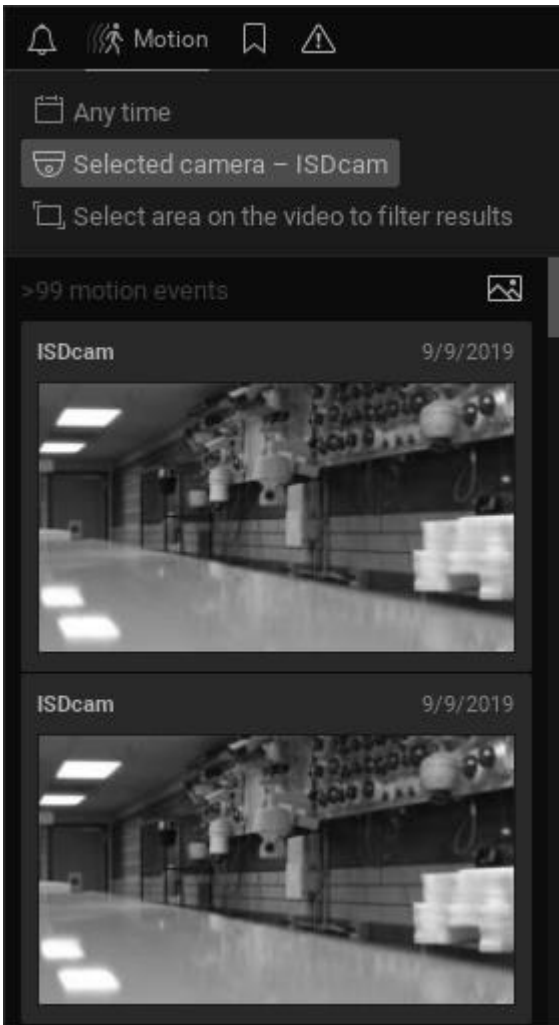 Motion
Any time
Selected camera – ISDcam
Select area on the video to filter results
>99 motion events
ISDcam 9/9/2019
ISDcam 9/9/2019